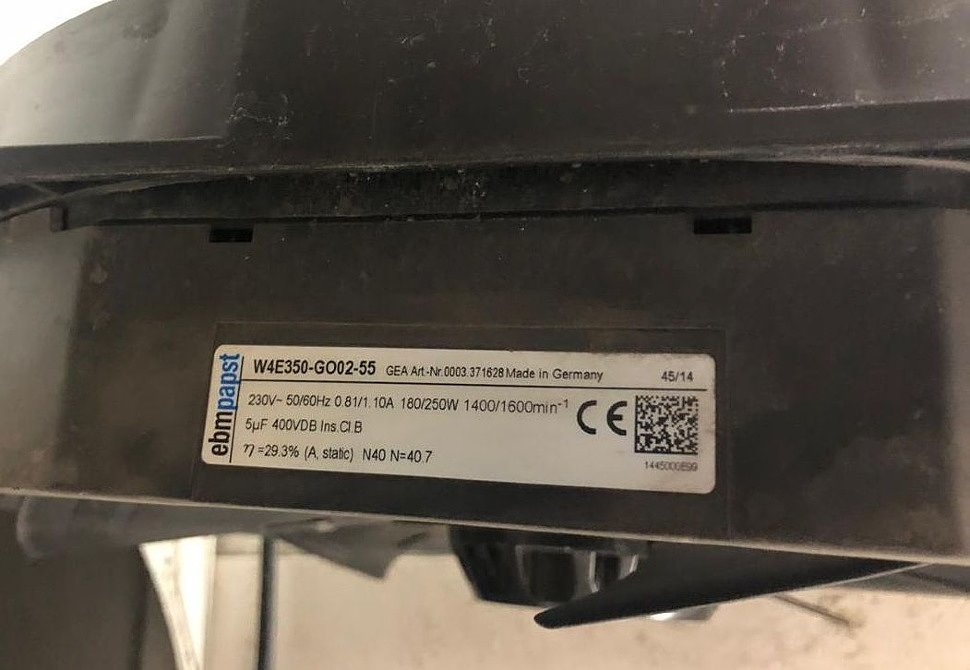 ebmpapst
W4E350-GO02-55 GEA Art-Nr.0003.371628 Made in Germany 45/14
230V~ 50/60Hz 0.81/1.10A 180/250W 1400/1600min⁻¹ CE
5µF 400VDB Ins.Cl.B
η =29.3% (A, static) N40 N=40.7